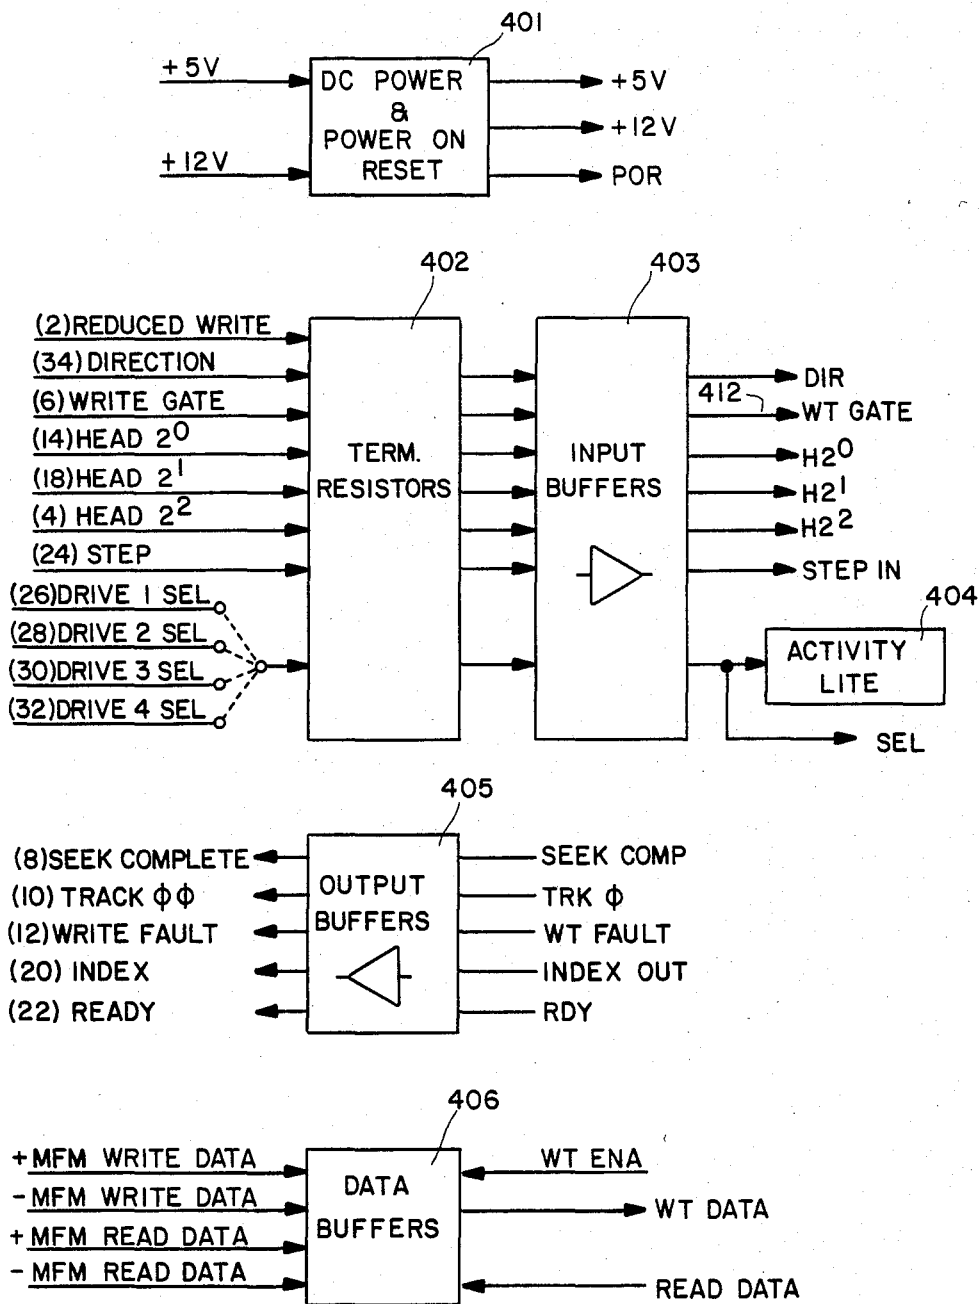 401
+5V
DC POWER
&
POWER ON
RESET
+5V
+12V
+12V
POR
402
403
(2) REDUCED WRITE
(34) DIRECTION
(6) WRITE GATE
(14) HEAD 2⁰
(18) HEAD 2¹
(4) HEAD 2²
(24) STEP
(26) DRIVE 1 SEL
(28) DRIVE 2 SEL
(30) DRIVE 3 SEL
(32) DRIVE 4 SEL
TERM.
RESISTORS
INPUT
BUFFERS
DIR
412
WT GATE
H2⁰
H2¹
H2²
STEP IN
404
ACTIVITY
LITE
SEL
405
(8) SEEK COMPLETE
(10) TRACK ϕϕ
(12) WRITE FAULT
(20) INDEX
(22) READY
OUTPUT
BUFFERS
SEEK COMP
TRK ϕ
WT FAULT
INDEX OUT
RDY
406
+MFM WRITE DATA
-MFM WRITE DATA
+MFM READ DATA
-MFM READ DATA
DATA
BUFFERS
WT ENA
WT DATA
READ DATA